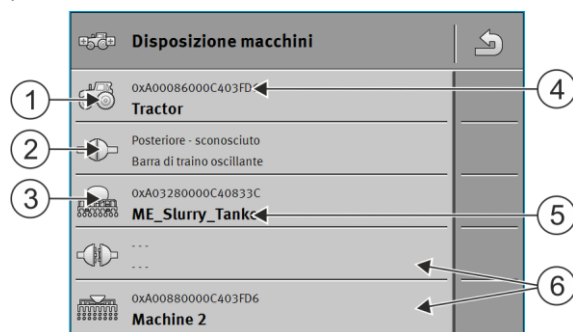 Disposizione macchini
0xA00086000C403FD
Tractor
Posteriore - sconosciuto
Barra di traino oscillante
0xA03280000C40833C
ME_Slurry_Tank
- - -
- - -
0xA00880000C403FD6
Machine 2
1
2
3
4
5
6